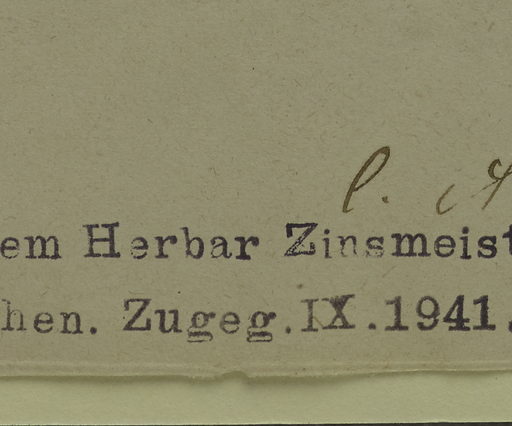 l.
em Herbar Zinsmeist
hen. Zugeg.IX.1941.